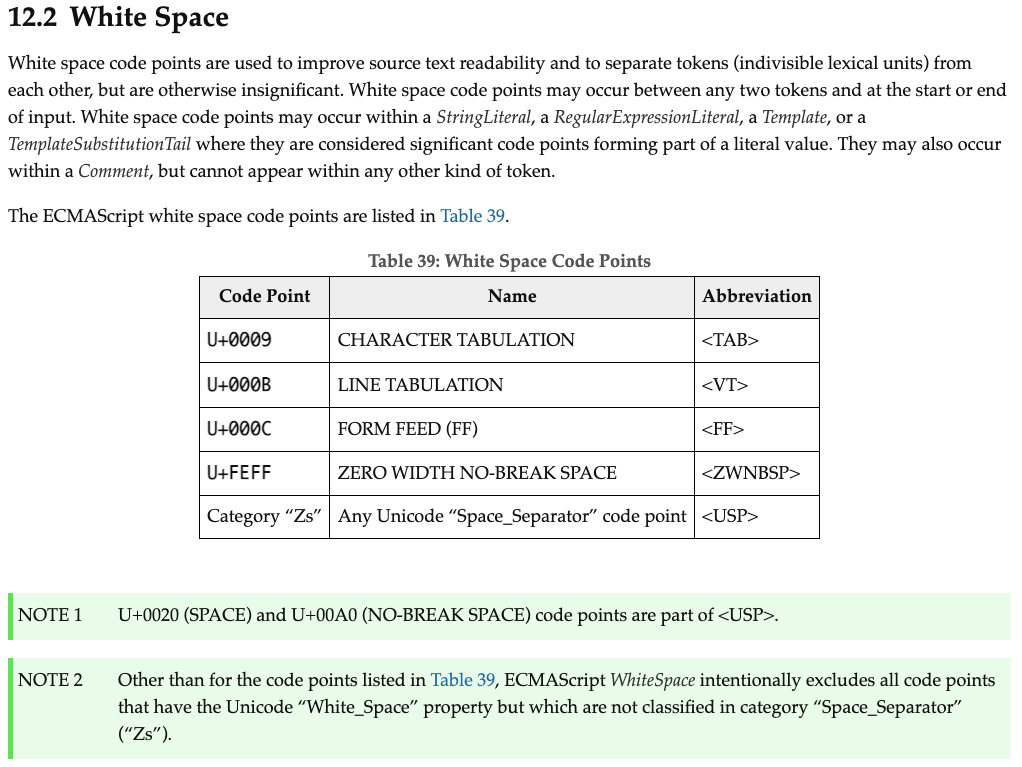 12.2 White Space
White space code points are used to improve source text readability and to separate tokens (indivisible lexical units) from
each other, but are otherwise insignificant. White space code points may occur between any two tokens and at the start or end
of input. White space code points may occur within a StringLiteral, a RegularExpressionLiteral, a Template, or a
TemplateSubstitutionTail where they are considered significant code points forming part of a literal value. They may also occur
within a Comment, but cannot appear within any other kind of token.
The ECMAScript white space code points are listed in Table 39.
Table 39: White Space Code Points
Code Point Name Abbreviation
U+0009 CHARACTER TABULATION <TAB>
U+000B LINE TABULATION <VT>
U+000C FORM FEED (FF) <FF>
U+FEFF ZERO WIDTH NO-BREAK SPACE <ZWNBSP>
Category “Zs” Any Unicode “Space_Separator” code point <USP>
NOTE 1 U+0020 (SPACE) and U+00A0 (NO-BREAK SPACE) code points are part of <USP>.
NOTE 2 Other than for the code points listed in Table 39, ECMAScript WhiteSpace intentionally excludes all code points
that have the Unicode “White_Space” property but which are not classified in category “Space_Separator”
(“Zs”).